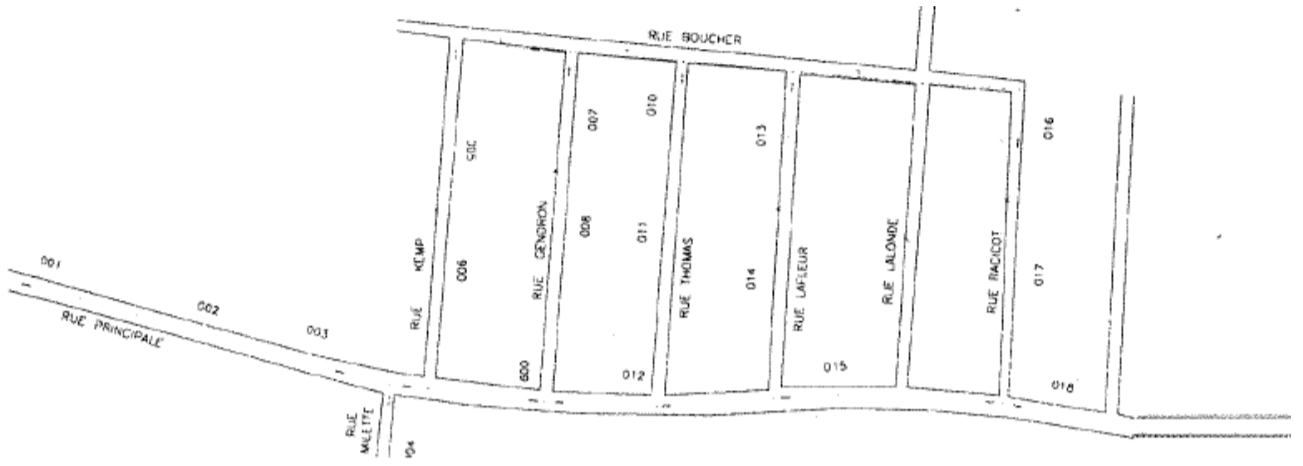 RUE BOUCHER
007
010
013
016
005
008
011
014
017
006
001
002
003
RUE PRINCIPALE
RUE KEMP
RUE GENDRON
RUE THOMAS
RUE LAFLEUR
RUE LALONDE
RUE RACICOT
009
012
015
018
RUE
MILETTE
004